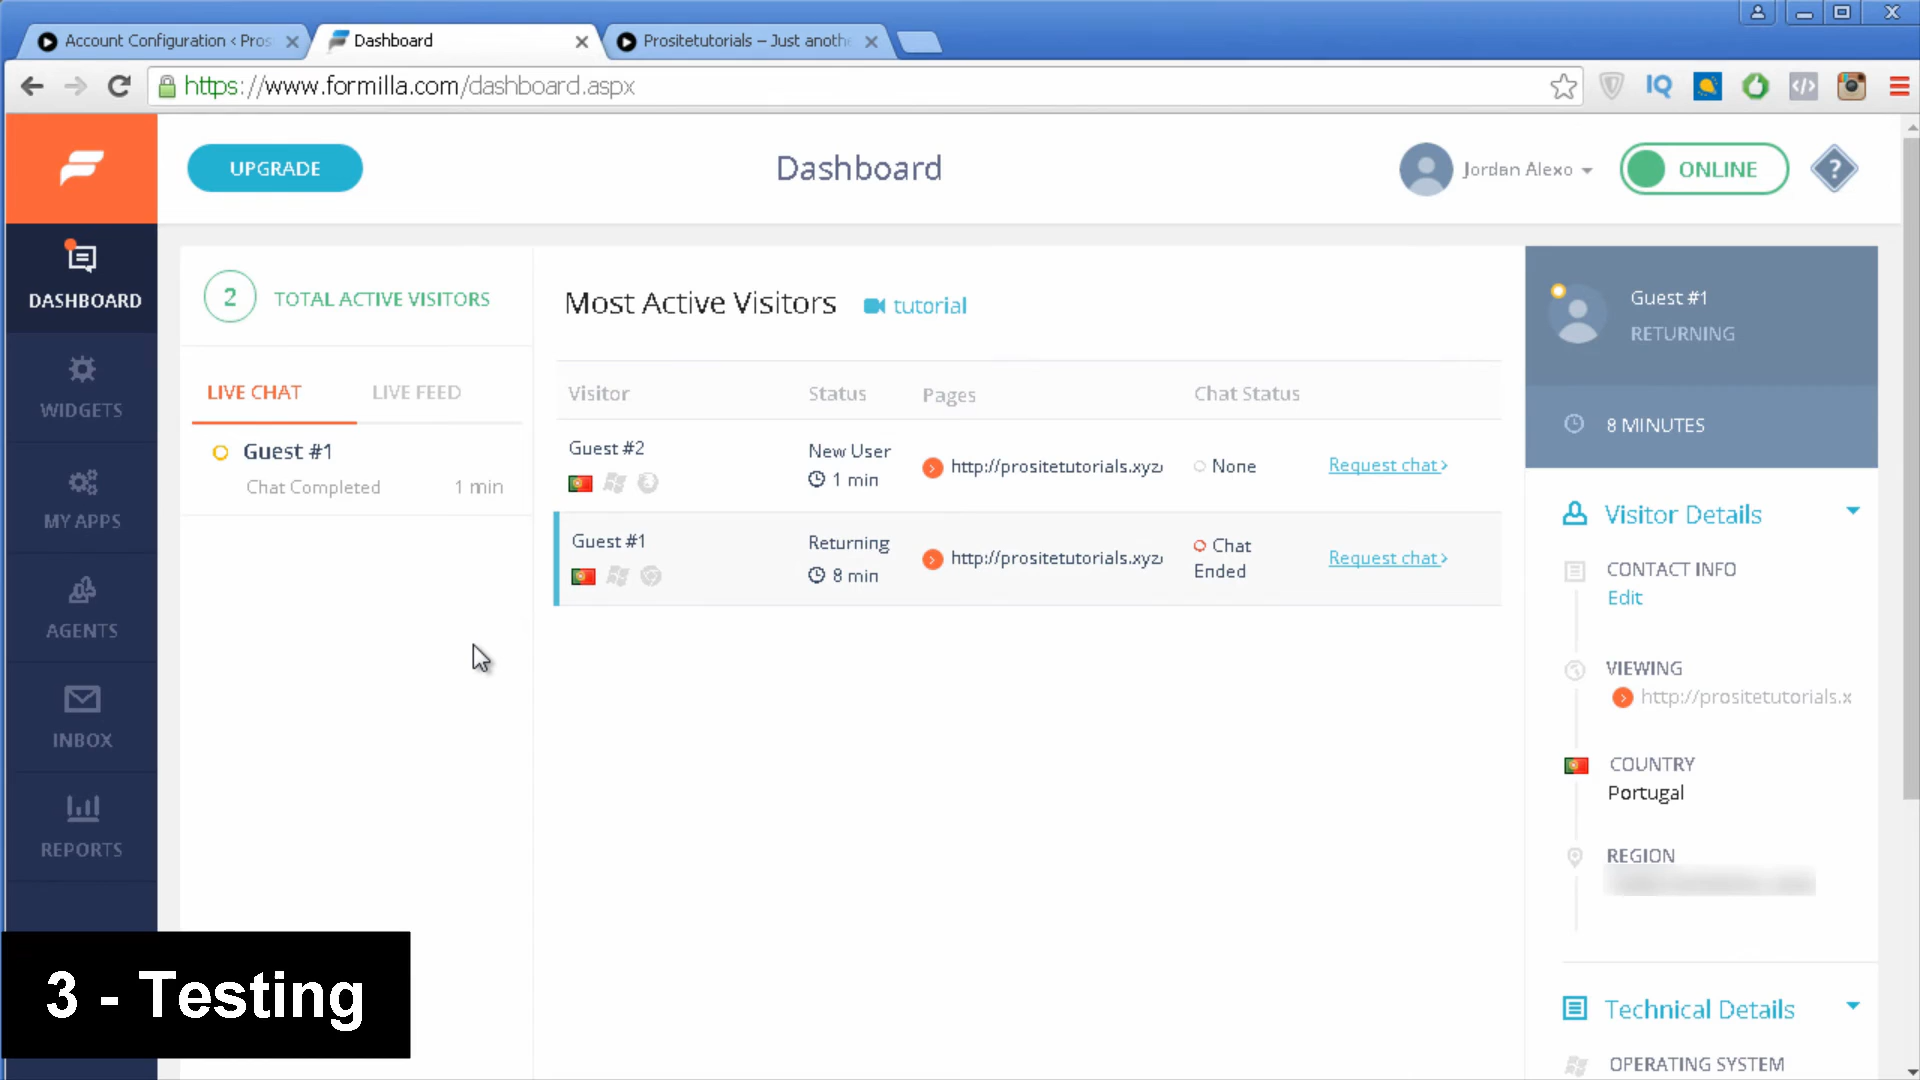 Account Configuration ‹ Pros
Dashboard
Prositetutorials – Just anoth
https://www.formilla.com/dashboard.aspx
IQ
UPGRADE
Dashboard
Jordan Alexo
ONLINE
?
DASHBOARD
WIDGETS
MY APPS
AGENTS
INBOX
REPORTS
2 TOTAL ACTIVE VISITORS
LIVE CHAT LIVE FEED
Guest #1
Chat Completed 1 min
Most Active Visitors tutorial
Visitor Status Pages Chat Status
Guest #2 New User http://prositetutorials.xyz None Request chat>
1 min
Guest #1 Returning http://prositetutorials.xyz Chat Ended Request chat>
8 min
Guest #1
RETURNING
8 MINUTES
Visitor Details
CONTACT INFO
Edit
VIEWING
http://prositetutorials.x
COUNTRY
Portugal
REGION
Technical Details
OPERATING SYSTEM
3 - Testing